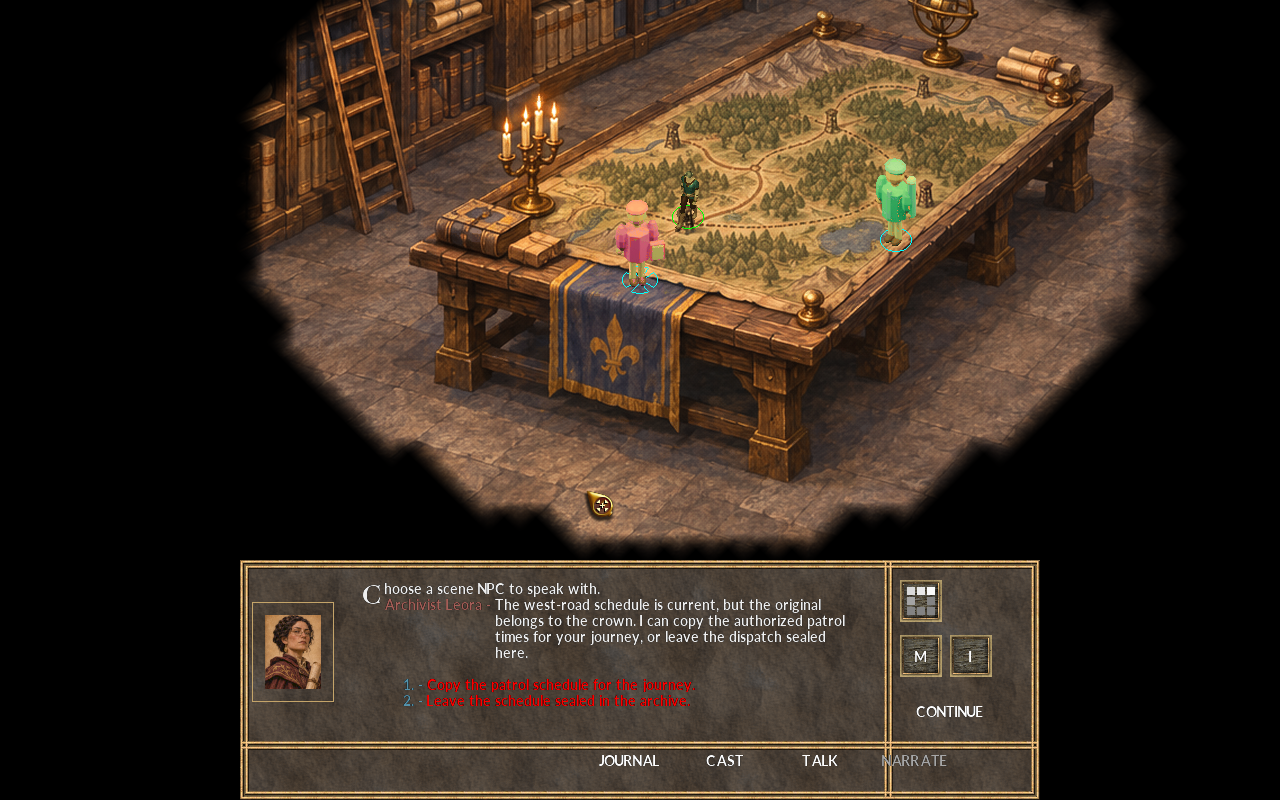 Choose a scene NPC to speak with.
Archivist Leora - The west-road schedule is current, but the original
belongs to the crown. I can copy the authorized patrol
times for your journey, or leave the dispatch sealed
here.
1. - Copy the patrol schedule for the journey.
2. - Leave the schedule sealed in the archive.
M I
CONTINUE
JOURNAL CAST TALK NARRATE